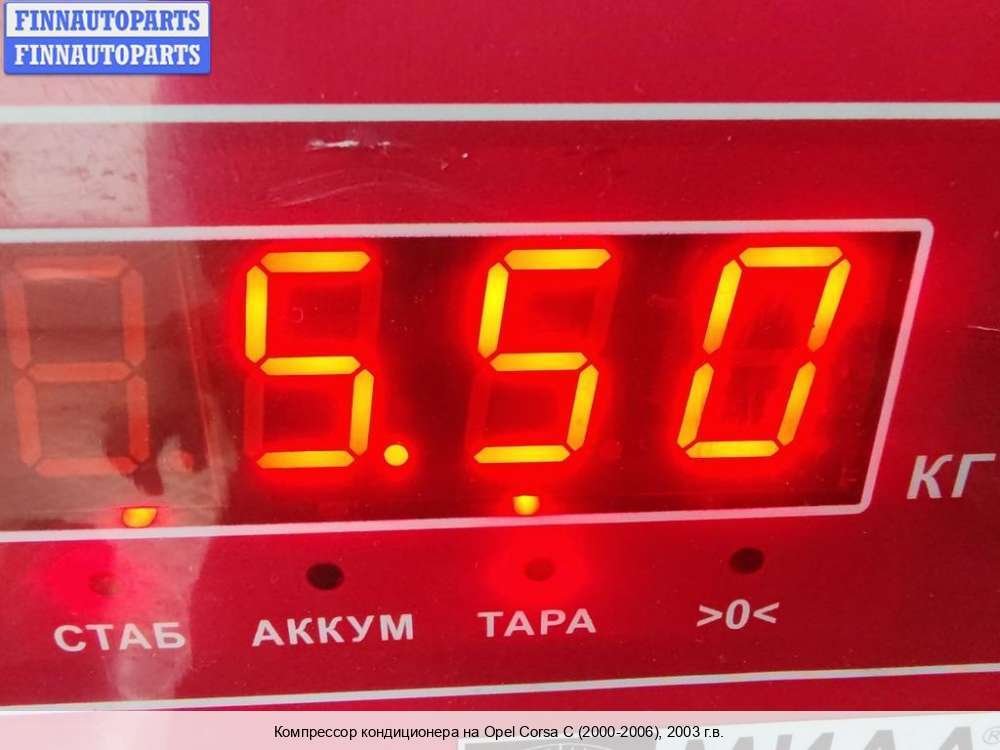 FINNAUTOPARTS
FINNAUTOPARTS
5.50
КГ
СТАБ АККУМ ТАРА >0<
Компрессор кондиционера на Opel Corsa C (2000-2006), 2003 г.в.